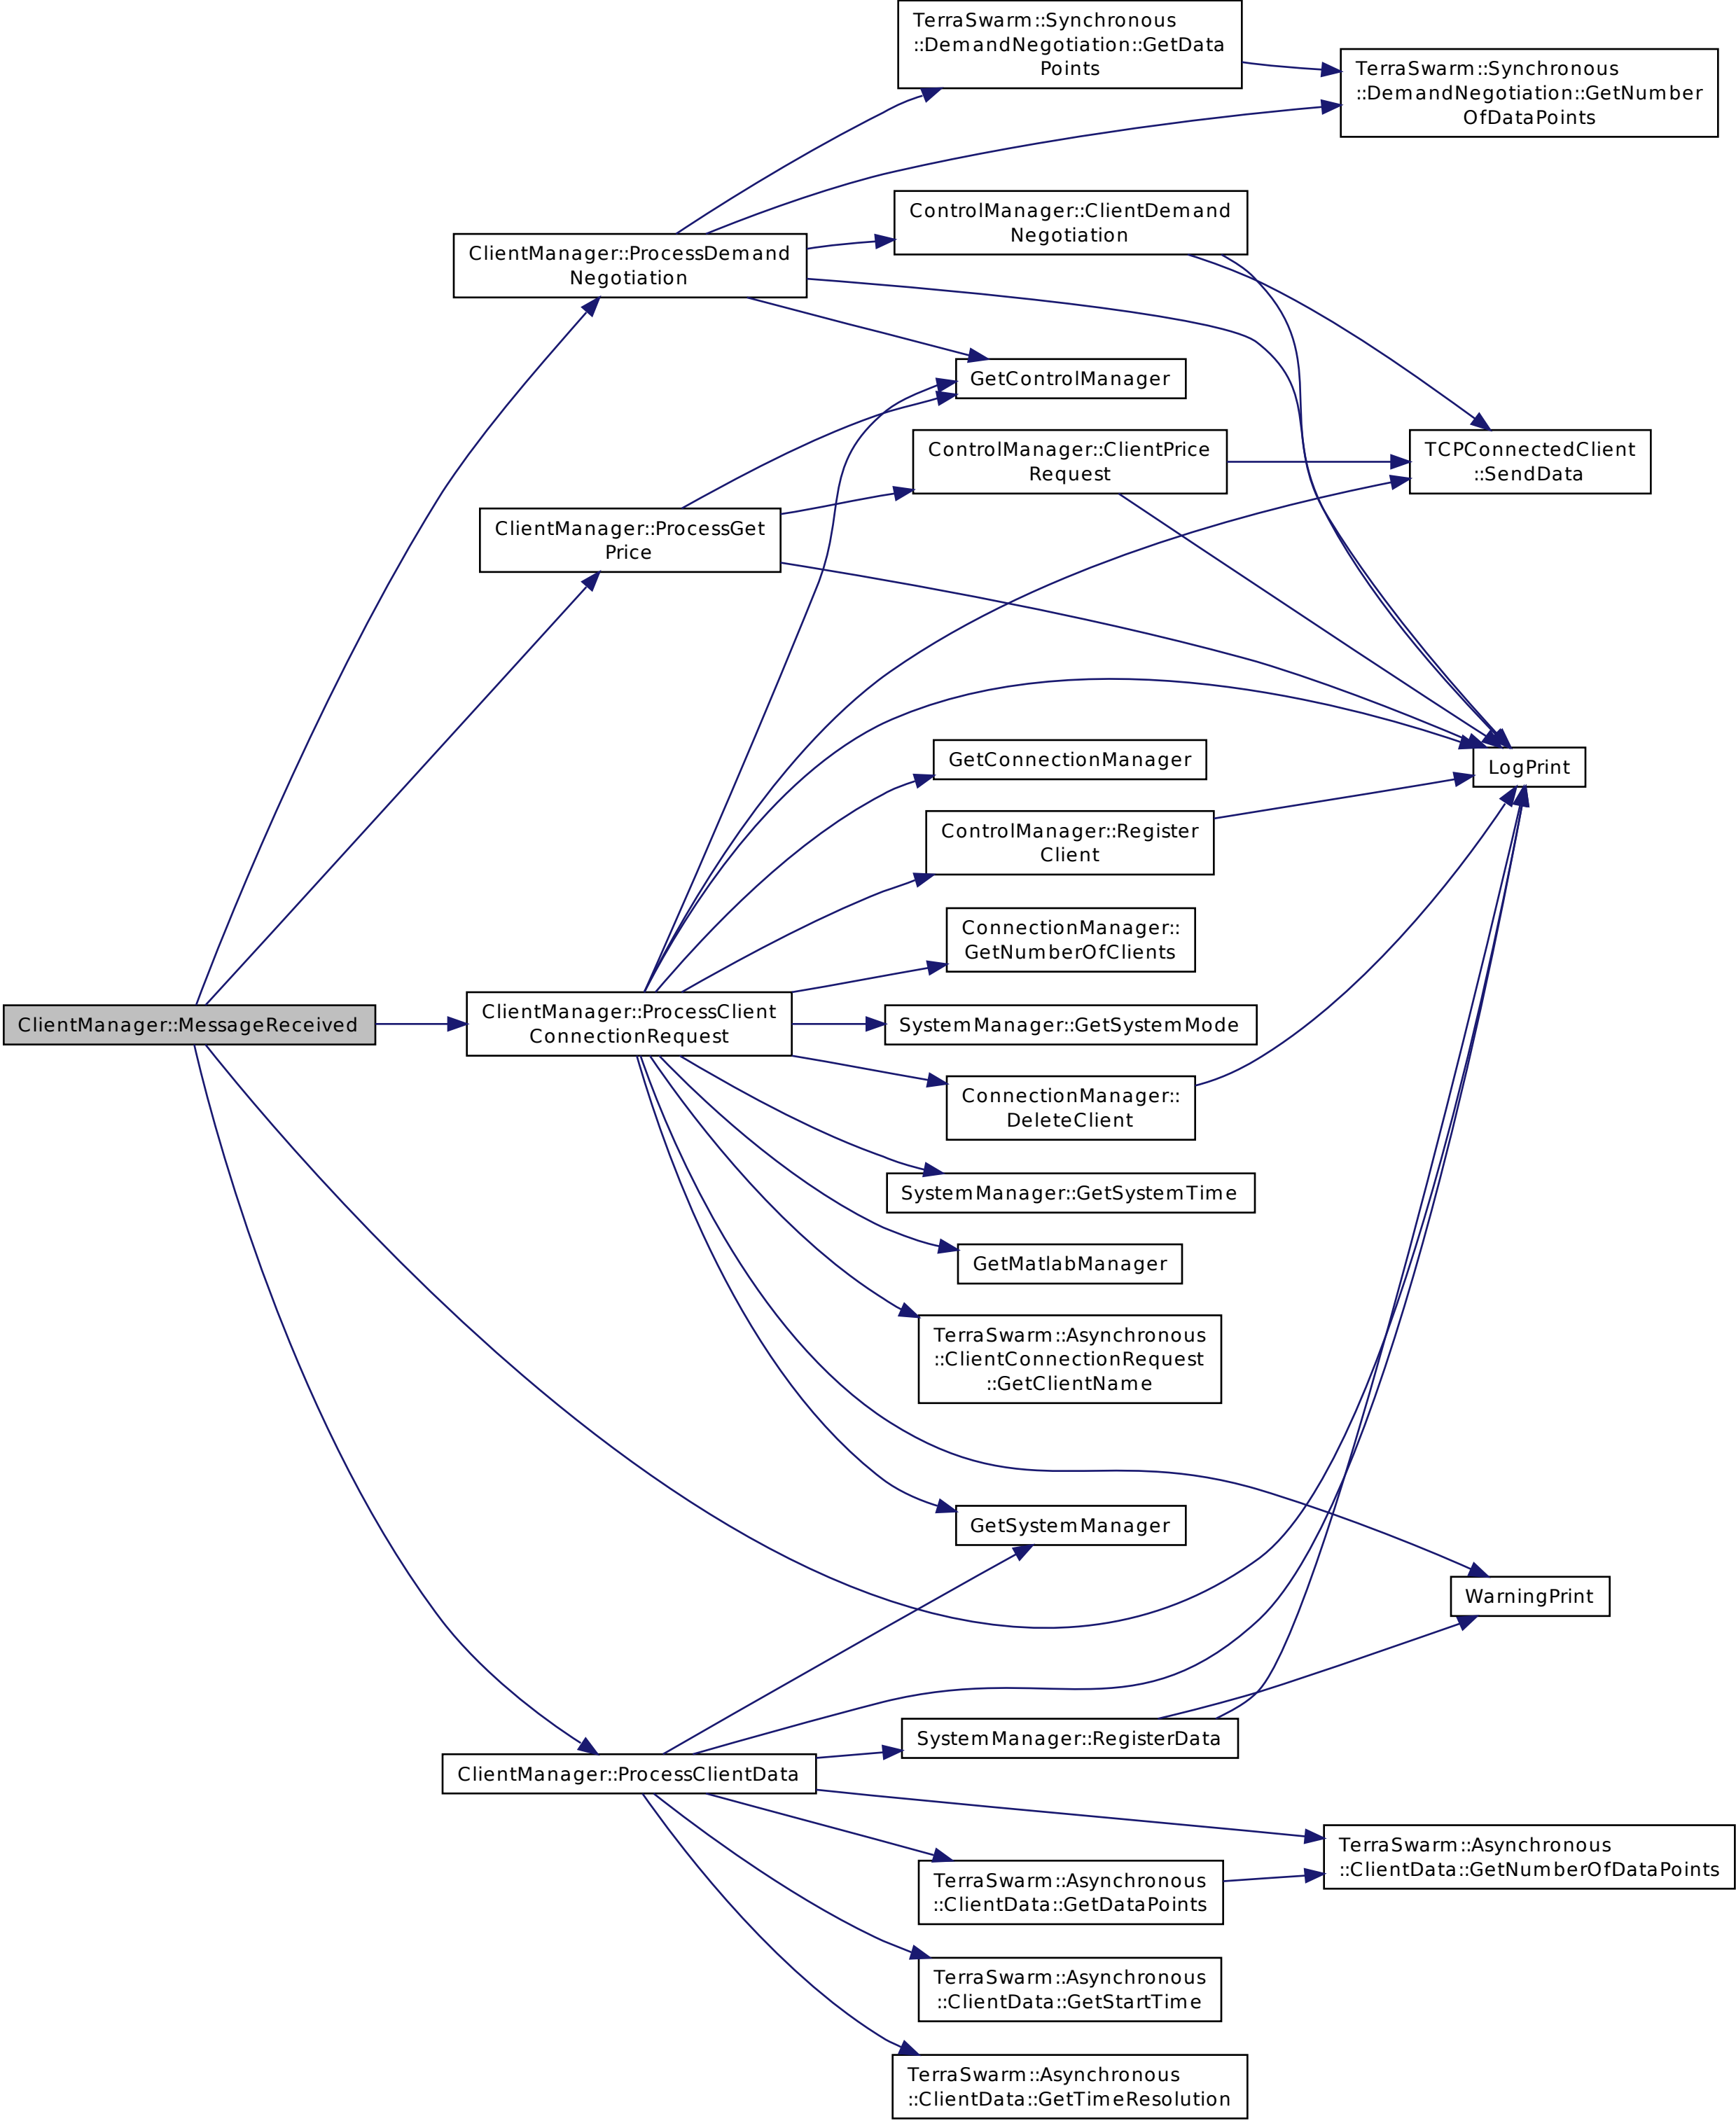 TerraSwarm::Synchronous
::DemandNegotiation::GetData
Points
TerraSwarm::Synchronous
::DemandNegotiation::GetNumber
OfDataPoints
ControlManager::ClientDemand
Negotiation
ClientManager::ProcessDemand
Negotiation
GetControlManager
ControlManager::ClientPrice
Request
TCPConnectedClient
::SendData
ClientManager::ProcessGet
Price
GetConnectionManager
LogPrint
ControlManager::Register
Client
ConnectionManager::
GetNumberOfClients
ClientManager::MessageReceived
ClientManager::ProcessClient
ConnectionRequest
SystemManager::GetSystemMode
ConnectionManager::
DeleteClient
SystemManager::GetSystemTime
GetMatlabManager
TerraSwarm::Asynchronous
::ClientConnectionRequest
::GetClientName
GetSystemManager
WarningPrint
SystemManager::RegisterData
ClientManager::ProcessClientData
TerraSwarm::Asynchronous
::ClientData::GetNumberOfDataPoints
TerraSwarm::Asynchronous
::ClientData::GetDataPoints
TerraSwarm::Asynchronous
::ClientData::GetStartTime
TerraSwarm::Asynchronous
::ClientData::GetTimeResolution